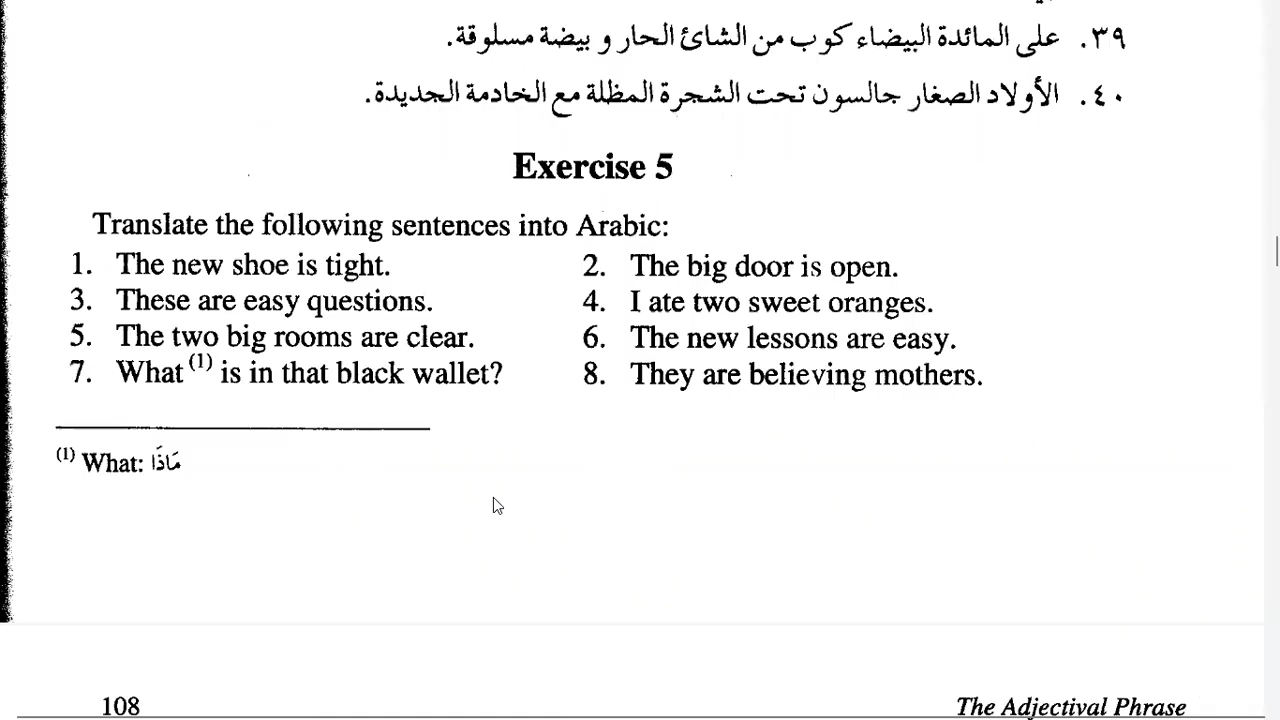 ٣٩. على المائدة البيضاء كوب من الشائ الحار و بيضة مسلوقة.
٤٠. الأولاد الصغار جالسون تحت الشجرة المظلة مع الخادمة الجديدة.
Exercise 5
Translate the following sentences into Arabic:
1. The new shoe is tight. 2. The big door is open.
3. These are easy questions. 4. I ate two sweet oranges.
5. The two big rooms are clear. 6. The new lessons are easy.
7. What (1) is in that black wallet? 8. They are believing mothers.
(1) What: مَاذَا
108 The Adjectival Phrase